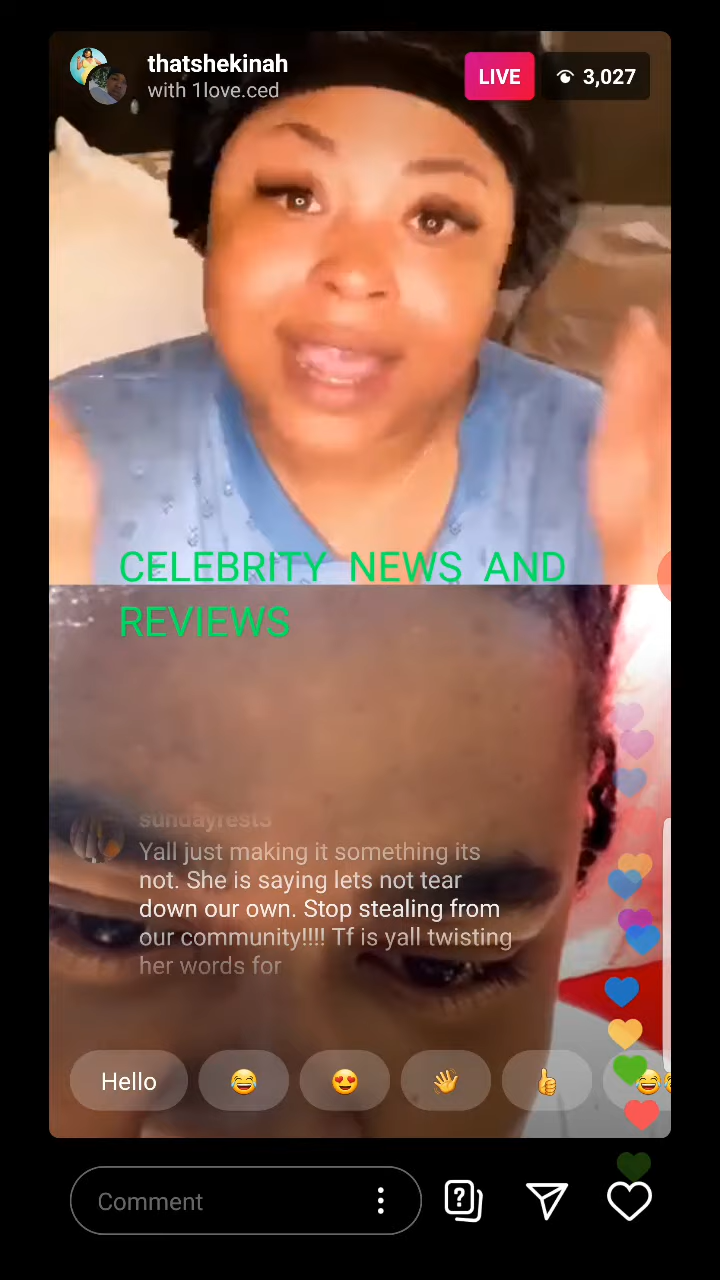 thatshekinah
with 1love.ced
LIVE
3,027
CELEBRITY NEWS AND
REVIEWS
sundayrest3
Yall just making it something its
not. She is saying lets not tear
down our own. Stop stealing from
our community!!!! Tf is yall twisting
her words for
Hello
Comment